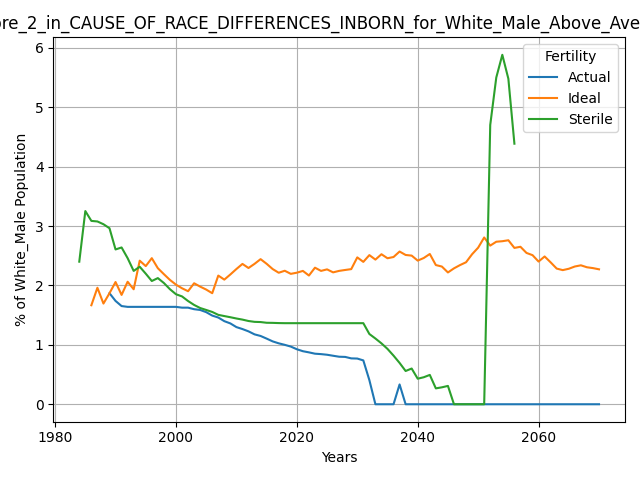 ore_2_in_CAUSE_OF_RACE_DIFFERENCES_INBORN_for_White_Male_Above_Ave
6
5
4
3
2
1
0
% of White_Male Population
1980
2000
2020
2040
2060
Years
Fertility
Actual
Ideal
Sterile